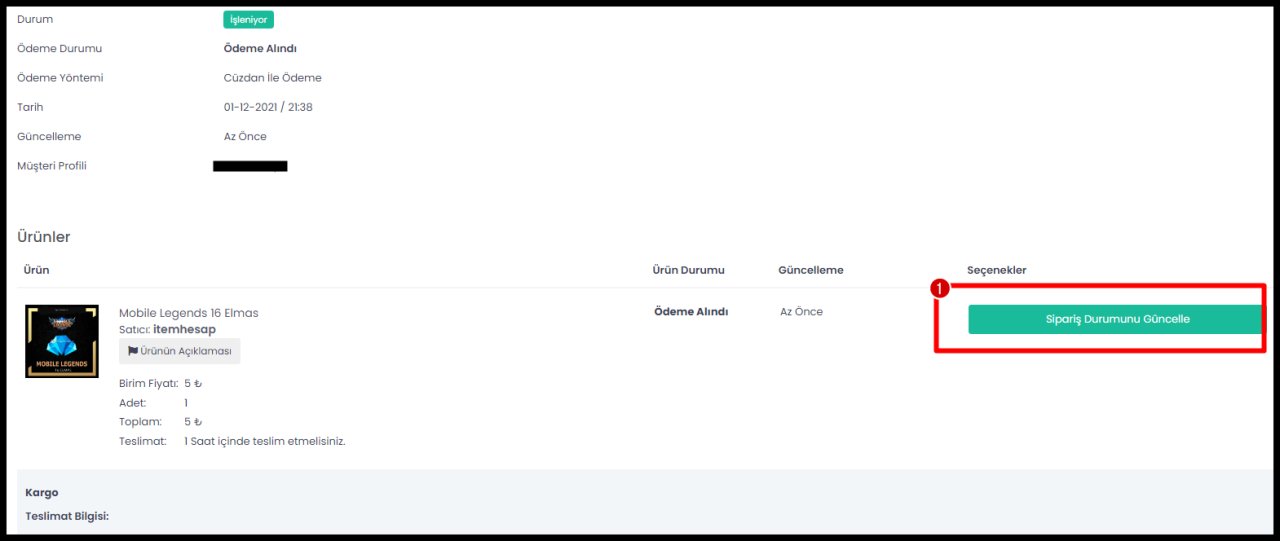 Durum İşleniyor
Ödeme Durumu Ödeme Alındı
Ödeme Yöntemi Cüzdan İle Ödeme
Tarih 01-12-2021 / 21:38
Güncelleme Az Önce
Müşteri Profili
Ürünler
Ürün Ürün Durumu Güncelleme Seçenekler
1
Mobile Legends 16 Elmas Ödeme Alındı Az Önce Sipariş Durumunu Güncelle
Satıcı: itemhesap
Ürünün Açıklaması
MOBILE LEGENDS
Birim Fiyatı: 5 ₺
Adet: 1
Toplam: 5 ₺
Teslimat: 1 Saat içinde teslim etmelisiniz.
Kargo
Teslimat Bilgisi: